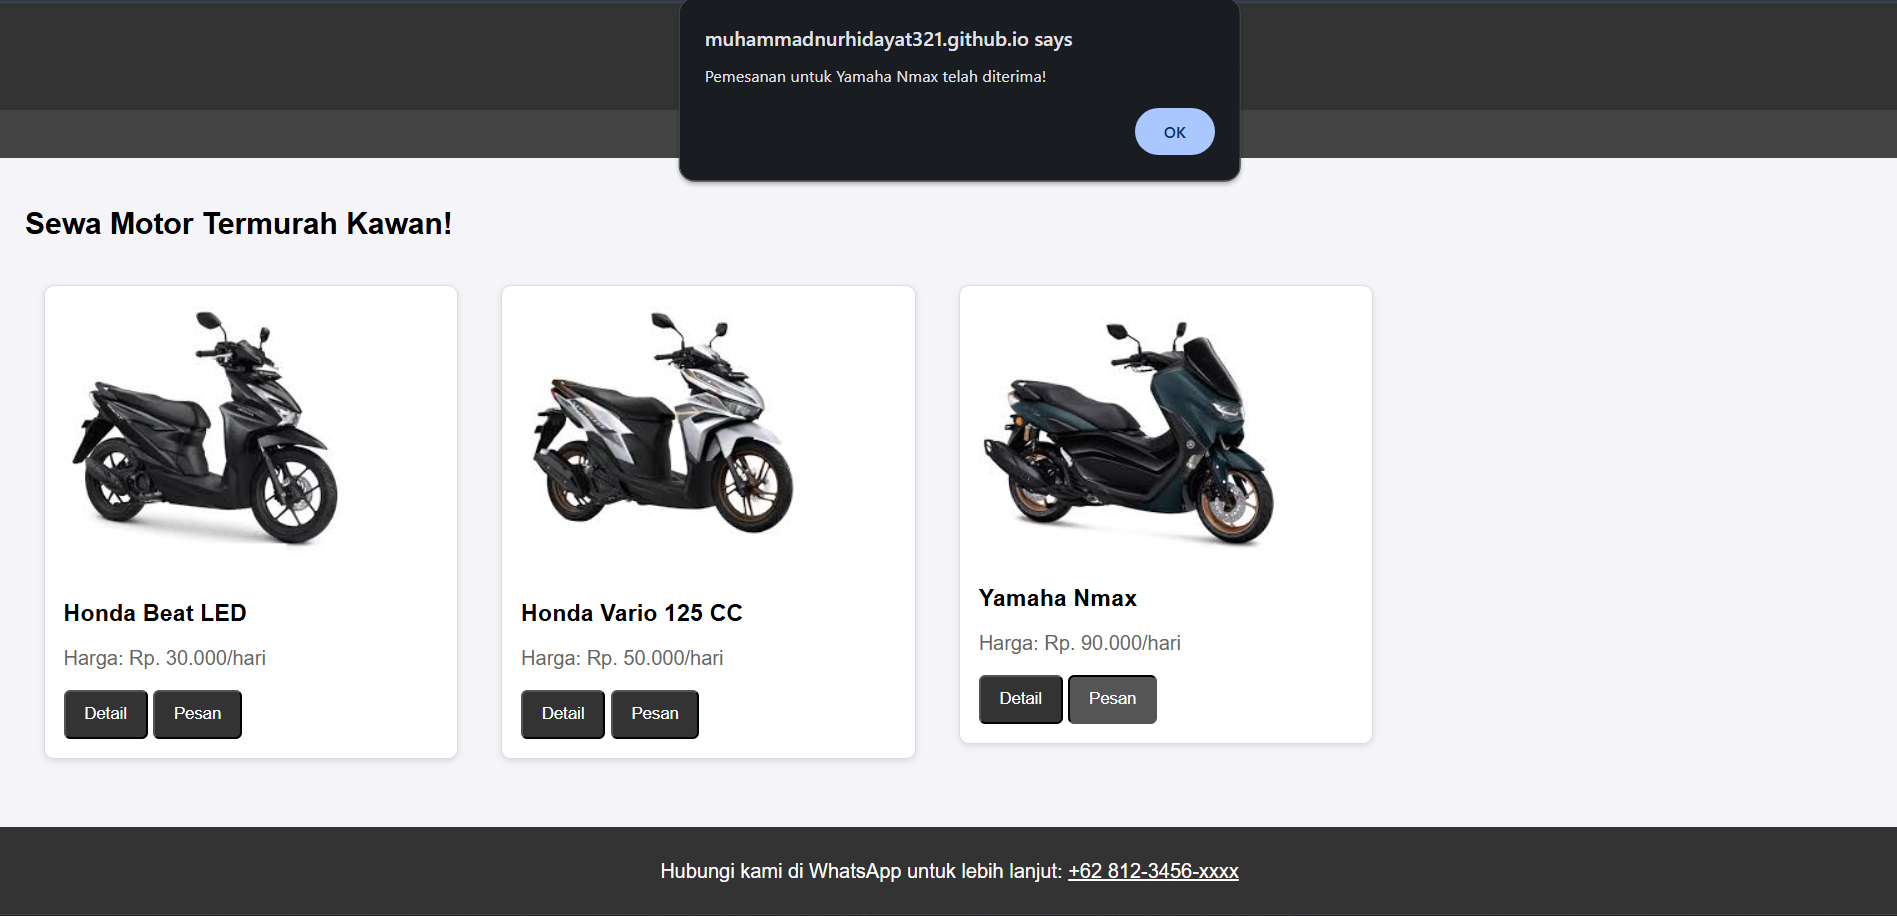 muhammadnurhidayat321.github.io says
Pemesanan untuk Yamaha Nmax telah diterima!
OK
Sewa Motor Termurah Kawan!
Honda Beat LED
Harga: Rp. 30.000/hari
Detail Pesan
Honda Vario 125 CC
Harga: Rp. 50.000/hari
Detail Pesan
Yamaha Nmax
Harga: Rp. 90.000/hari
Detail Pesan
Hubungi kami di WhatsApp untuk lebih lanjut: +62 812-3456-xxxx